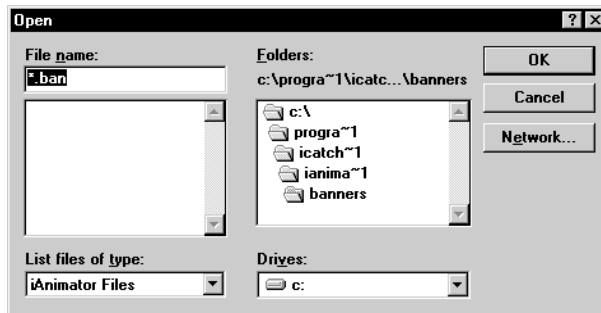 Open
File name:
*.ban
Folders:
c:\progra~1\icatc...\banners
c:\
progra~1
icatch~1
ianima~1
banners
OK
Cancel
Network...
List files of type:
iAnimator Files
Drives:
c: